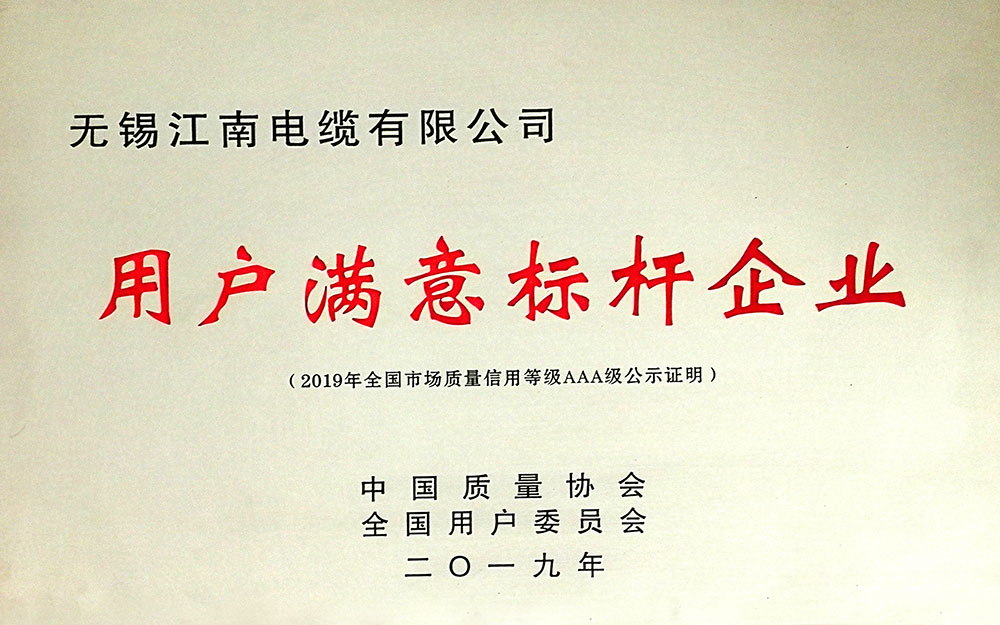 无锡江南电缆有限公司
用户满意标杆企业
（2019年全国市场质量信用等级AAA级公示证明）
中国质量协会
全国用户委员会
二〇一九年